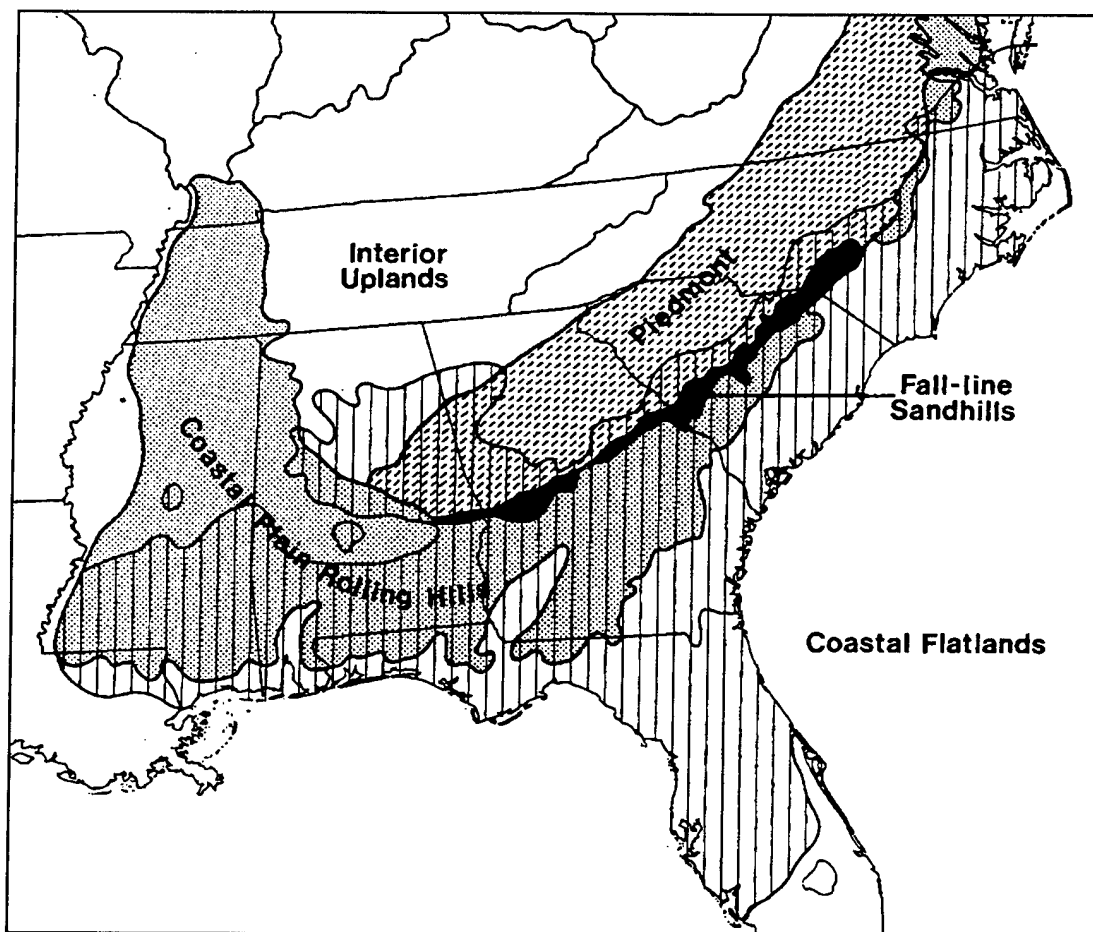 Interior
Uplands
Piedmont
Fall-line
Sandhills
Coastal Plain Rolling Hills
Coastal Flatlands